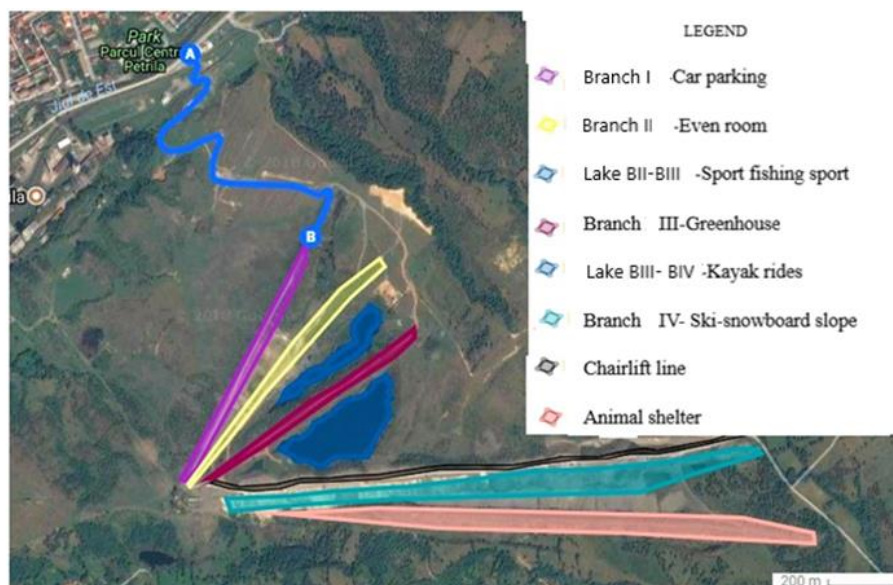 Park
Parcul Central
Petrila
A
Jiul de Est
B
LEGEND
Branch I -Car parking
Branch II -Even room
Lake BII-BIII -Sport fishing sport
Branch III-Greenhouse
Lake BIII- BIV -Kayak rides
Branch IV- Ski-snowboard slope
Chairlift line
Animal shelter
200 m